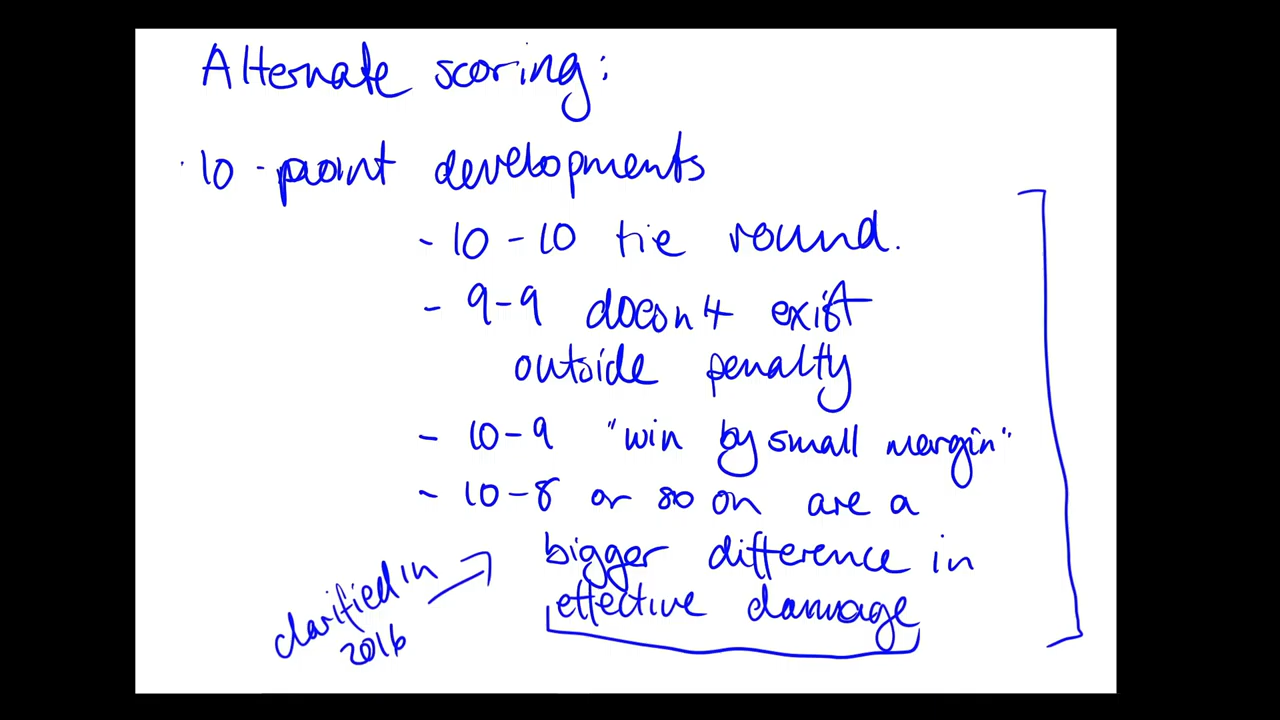 Alternate scoring:
10-point developments
- 10-10 tie round.
- 9-9 doesn't exist
outside penalty
- 10-9 "win by small margin"
- 10-8 or so on are a
bigger difference in
effective damage
clarified in
2016